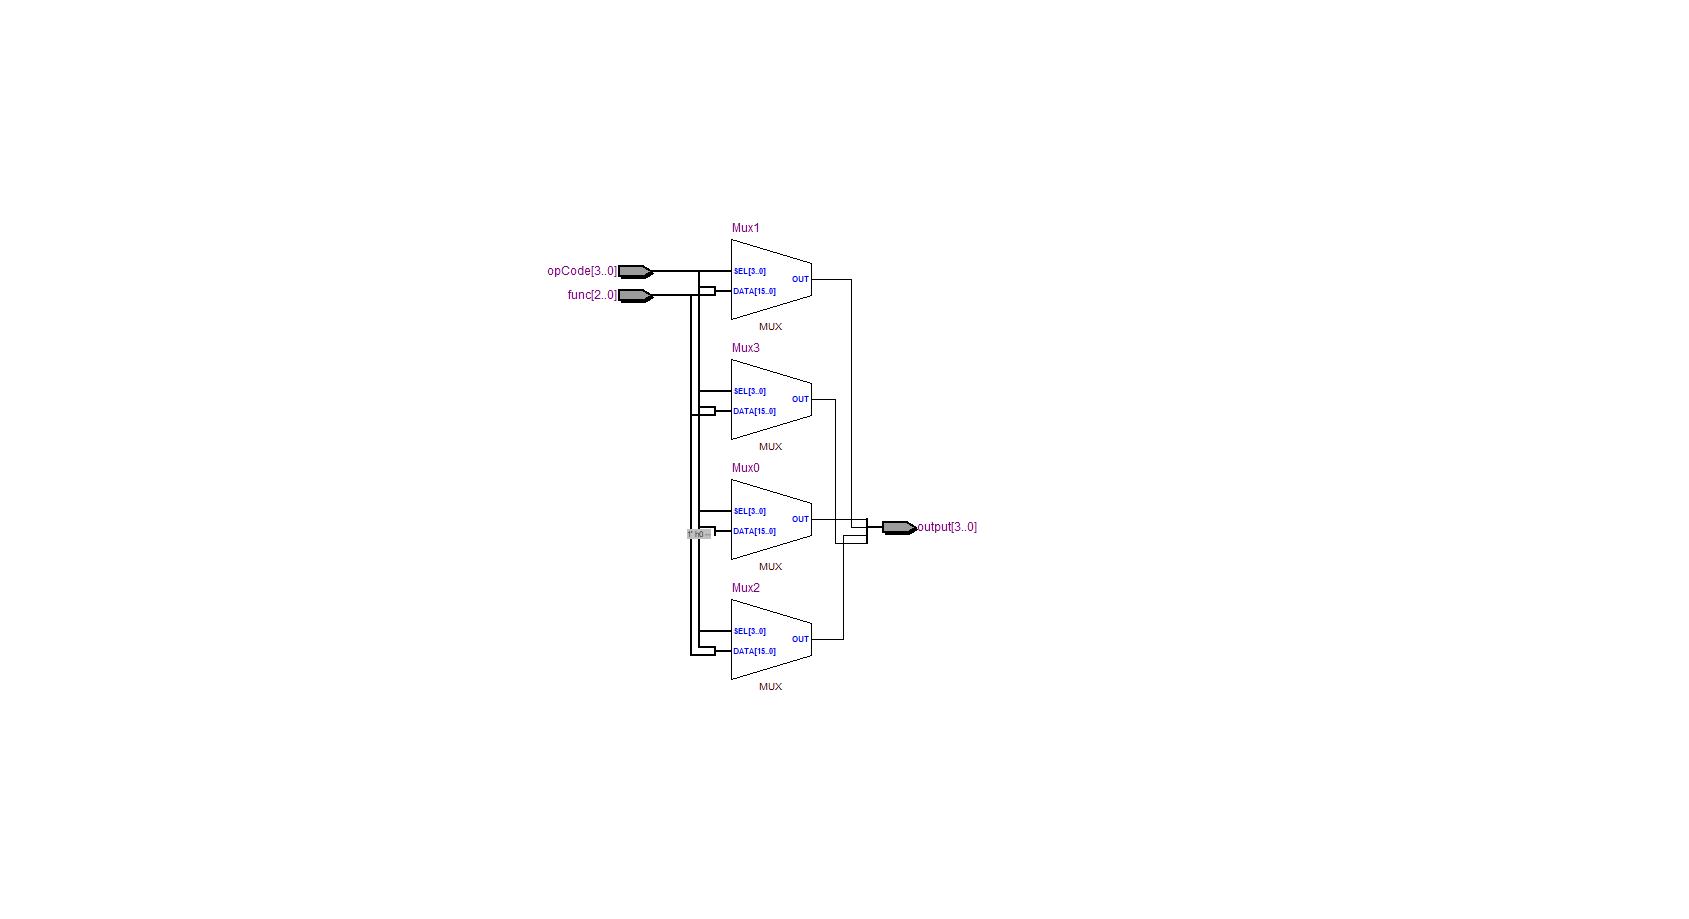 Mux1
opCode[3..0]
SEL[3..0]
OUT
func[2..0]
DATA[15..0]
MUX
Mux3
SEL[3..0]
OUT
DATA[15..0]
MUX
Mux0
SEL[3..0]
OUT
DATA[15..0]
output[3..0]
1' h0 --
MUX
Mux2
SEL[3..0]
OUT
DATA[15..0]
MUX